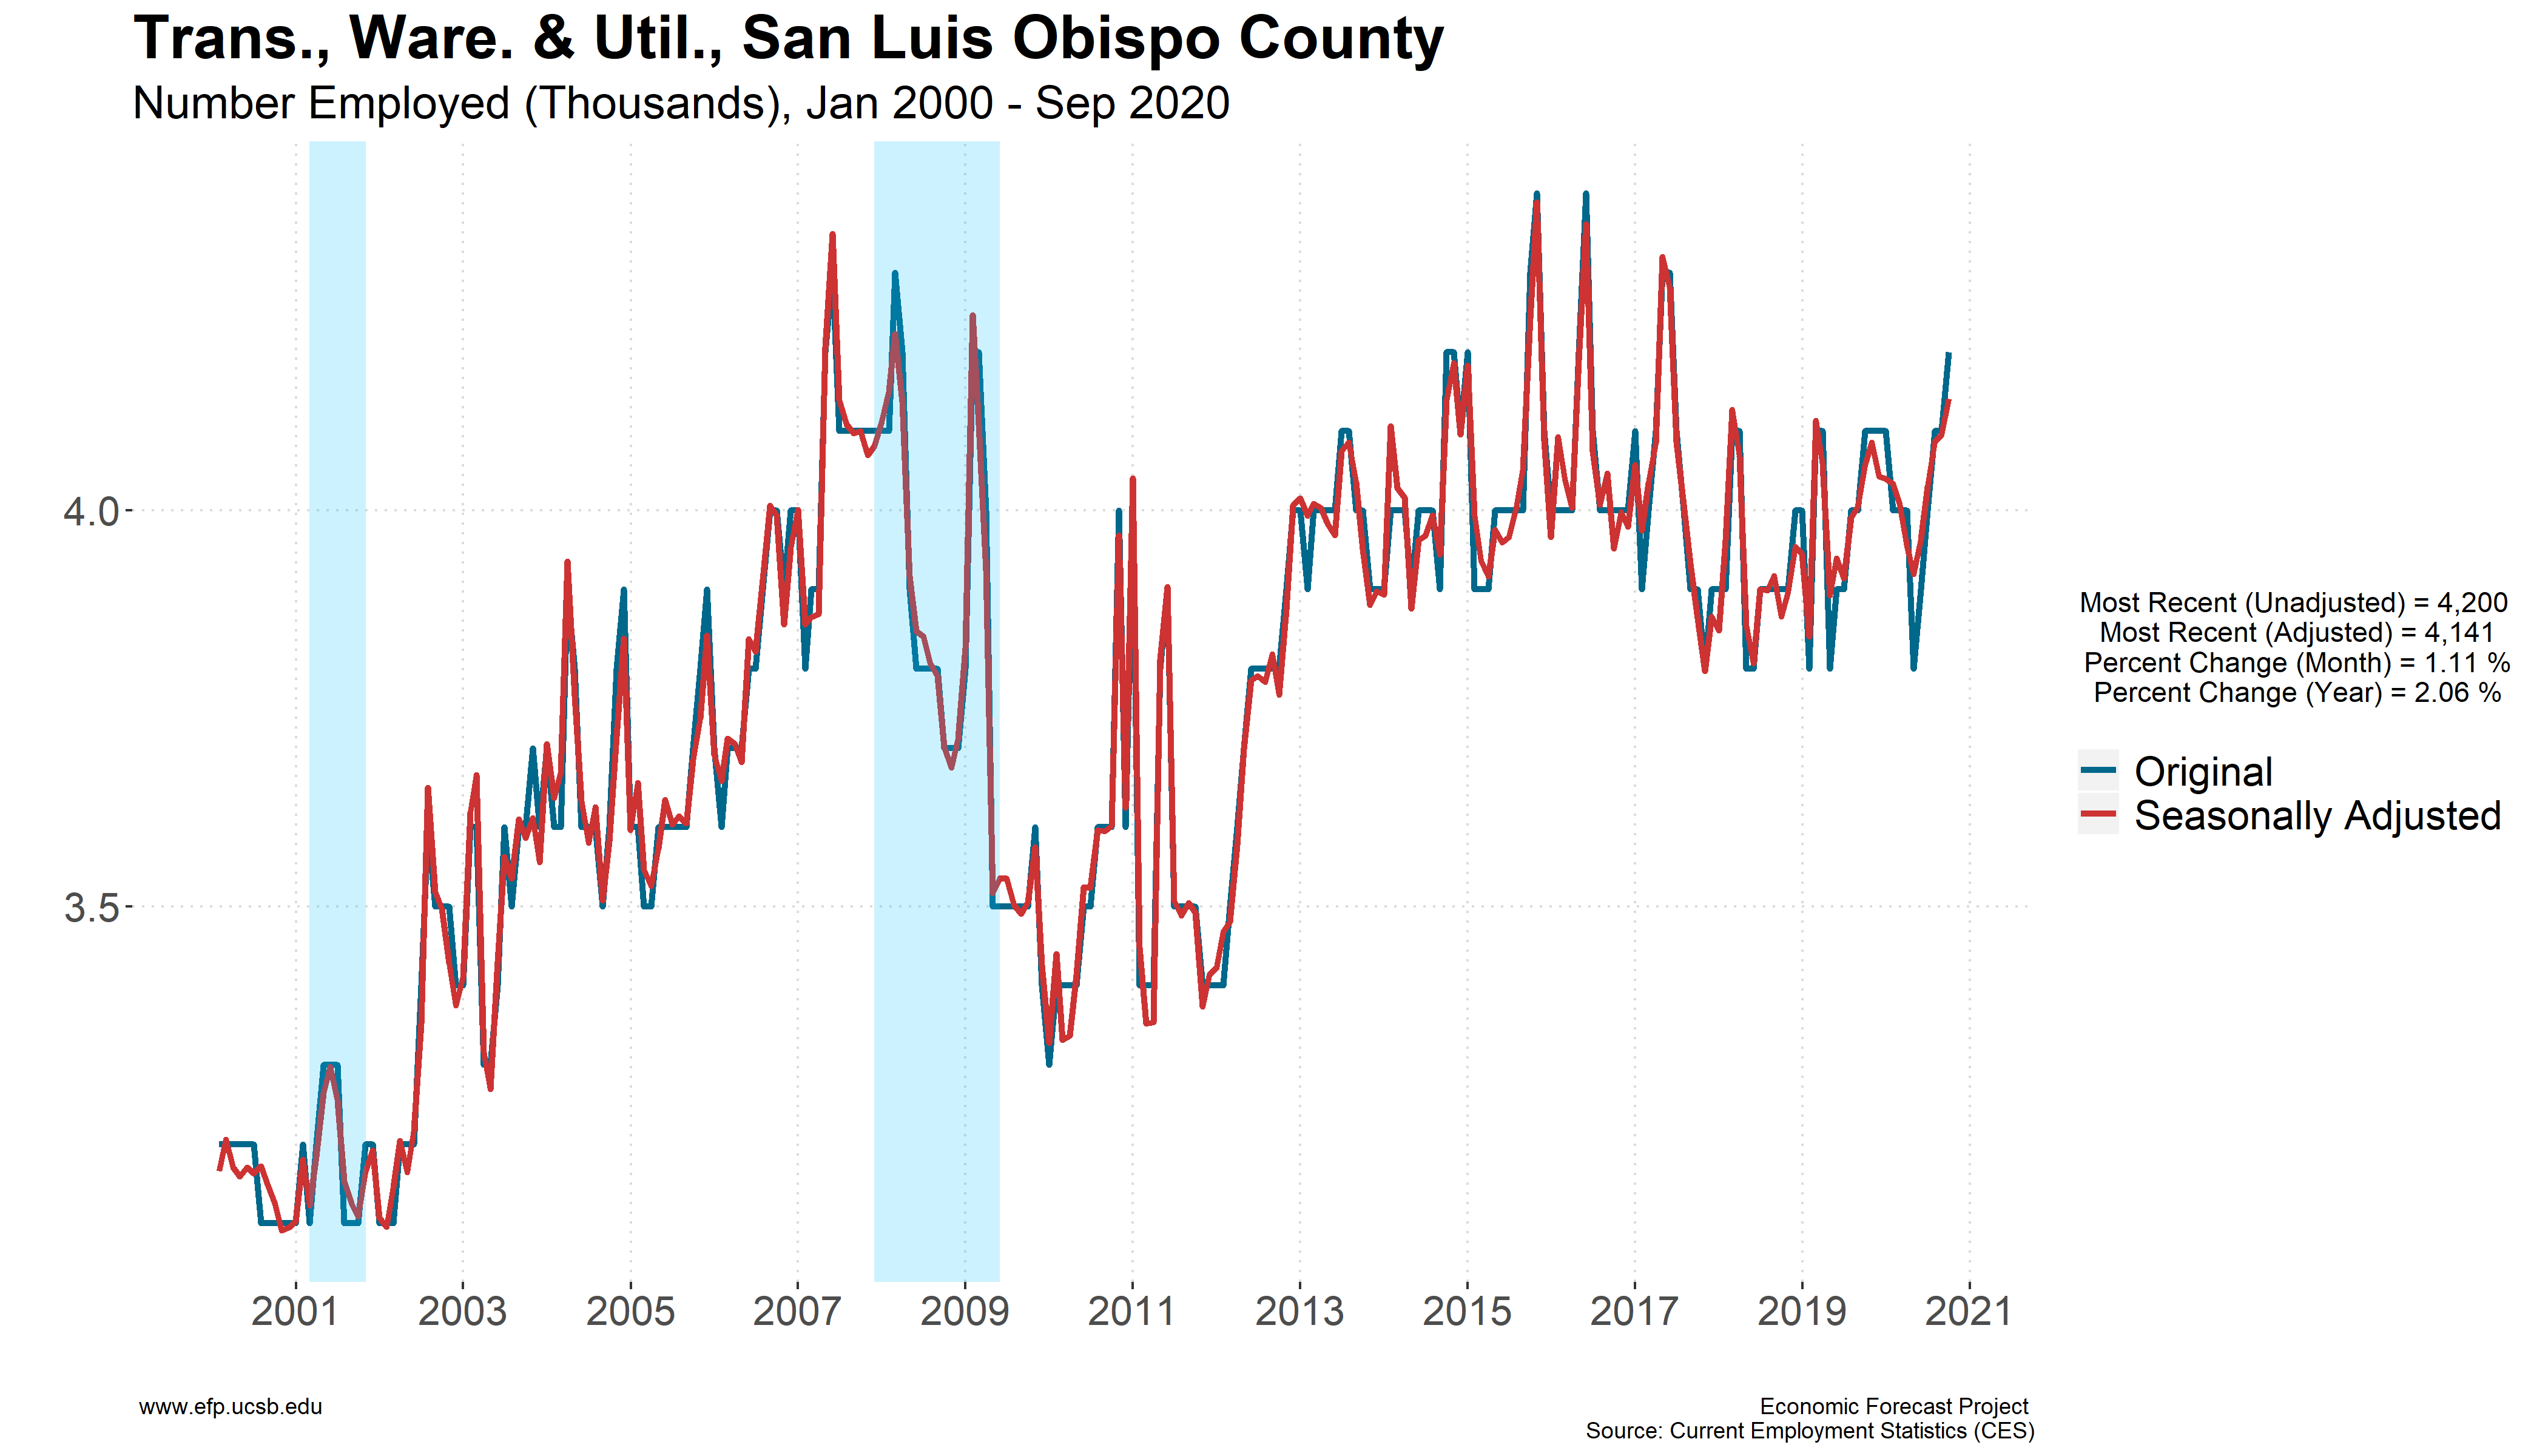 Trans., Ware. & Util., San Luis Obispo County
Number Employed (Thousands), Jan 2000 - Sep 2020
4.0
3.5
Most Recent (Unadjusted) = 4,200
Most Recent (Adjusted) = 4,141
Percent Change (Month) = 1.11 %
Percent Change (Year) = 2.06 %
Original
Seasonally Adjusted
2001 2003 2005 2007 2009 2011 2013 2015 2017 2019 2021
www.efp.ucsb.edu
Economic Forecast Project
Source: Current Employment Statistics (CES)